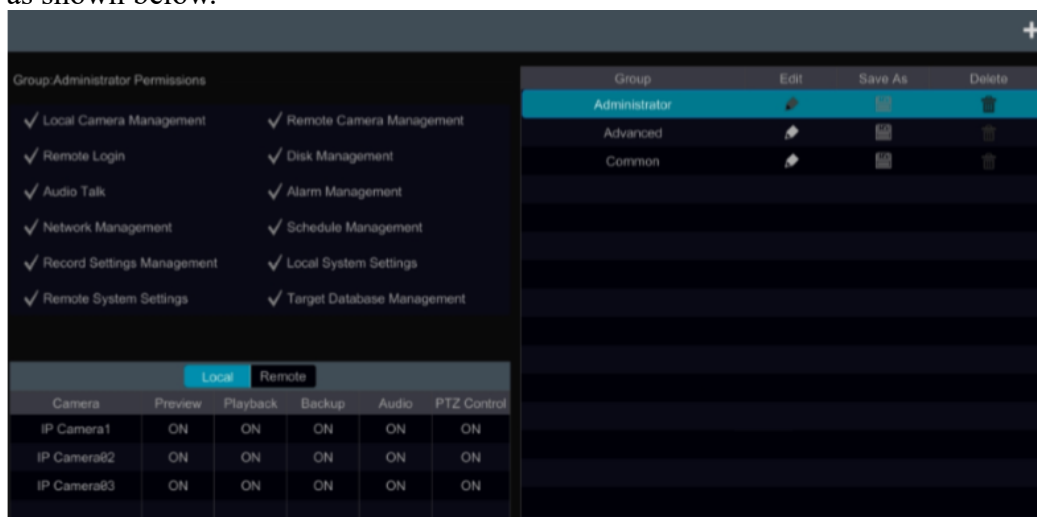 as shown below.
+
Group:Administrator Permissions
Local Camera Management Remote Camera Management
Remote Login Disk Management
Audio Talk Alarm Management
Network Management Schedule Management
Record Settings Management Local System Settings
Remote System Settings Target Database Management
Local Remote
Camera Preview Playback Backup Audio PTZ Control
IP Camera1 ON ON ON ON ON
IP Camera02 ON ON ON ON ON
IP Camera03 ON ON ON ON ON
Group Edit Save As Delete
Administrator
Advanced
Common